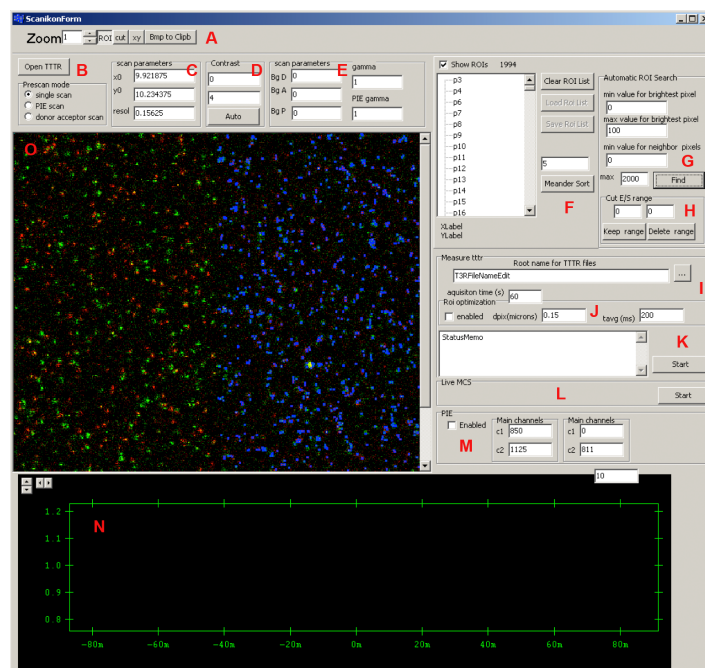 ScanikonForm
Zoom 1 ROI cut xy Bmp to Clipb A
Open TTTR B
Prescan mode
single scan
PIE scan
donor acceptor scan
scan parameters C
x0 9.921875
y0 10.234375
resol 0.15625
Contrast
0 D
4
Auto
scan parameters E
Bg D 0
Bg A 0
Bg P 0
gamma
1
PIE gamma
1
O
Show ROIs 1994
p3
p4
p6
p7
p8
p9
p10
p11
p12
p13
p14
p15
p16
XLabel
YLabel
Clear ROI List
Load Roi List
Save Roi List
5
Meander Sort
F
Automatic ROI Search
min value for brightest pixel
0
max value for brightest pixel
100
min value for neighbor pixels
0
G
max 2000 Find
Cut E/S range
0 0 H
Keep range Delete range
Measure tttr
Root name for TTTR files
T3RFileNameEdit ...
I
aquisiton time (s) 60
Roi optimization
enabled dpix(microns) 0.15 J tavg (ms) 200
StatusMemo
K
Start
Live MCS
L Start
PIE
Enabled
M
Main channels
c1 850
c2 1125
Main channels
c1 0
c2 811
10
N
1.2
1.1
1.0
0.9
0.8
-80m -60m -40m -20m 0m 20m 40m 60m 80m